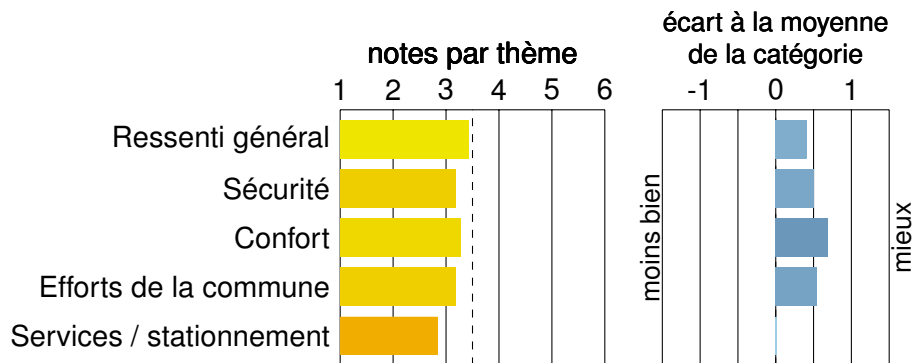 notes par thème
1 2 3 4 5 6
écart à la moyenne
de la catégorie
-1 0 1
Ressenti général
Sécurité
Confort
Efforts de la commune
Services / stationnement
moins bien
mieux